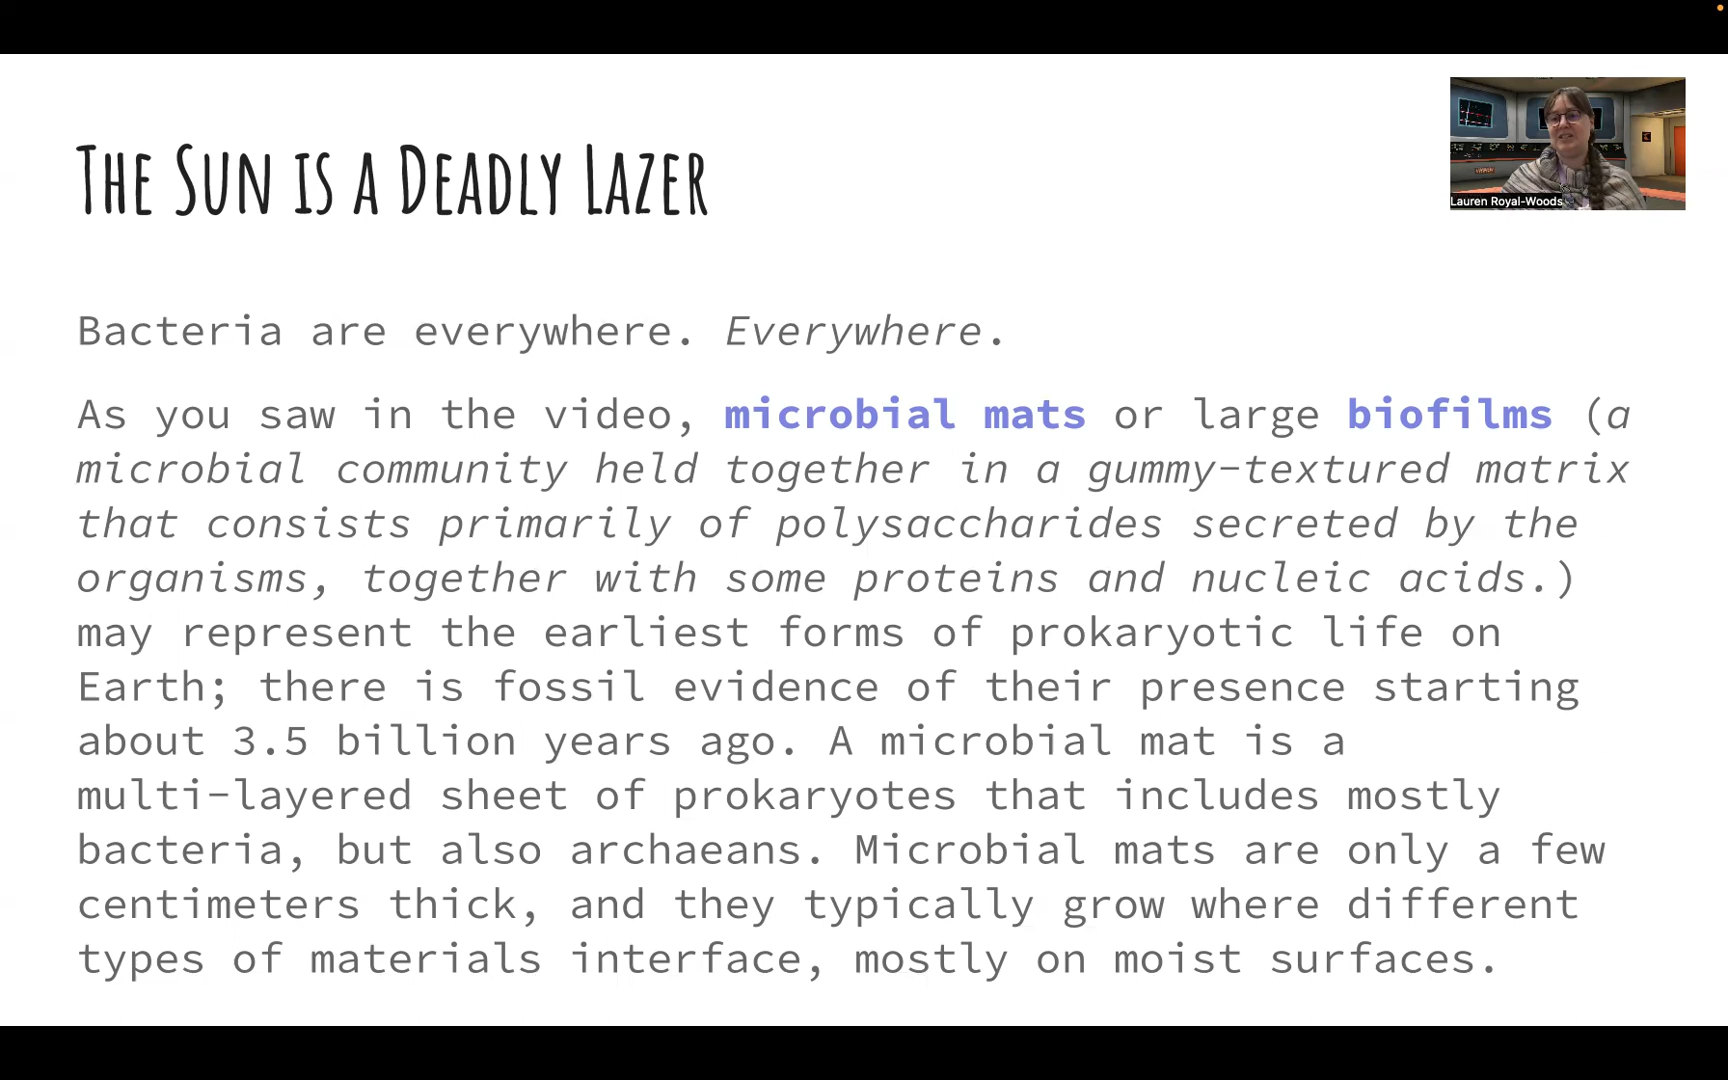 The Sun is a Deadly Lazer
Lauren Royal-Woods
Bacteria are everywhere. Everywhere.
As you saw in the video, microbial mats or large biofilms (a
microbial community held together in a gummy-textured matrix
that consists primarily of polysaccharides secreted by the
organisms, together with some proteins and nucleic acids.)
may represent the earliest forms of prokaryotic life on
Earth; there is fossil evidence of their presence starting
about 3.5 billion years ago. A microbial mat is a
multi-layered sheet of prokaryotes that includes mostly
bacteria, but also archaeans. Microbial mats are only a few
centimeters thick, and they typically grow where different
types of materials interface, mostly on moist surfaces.